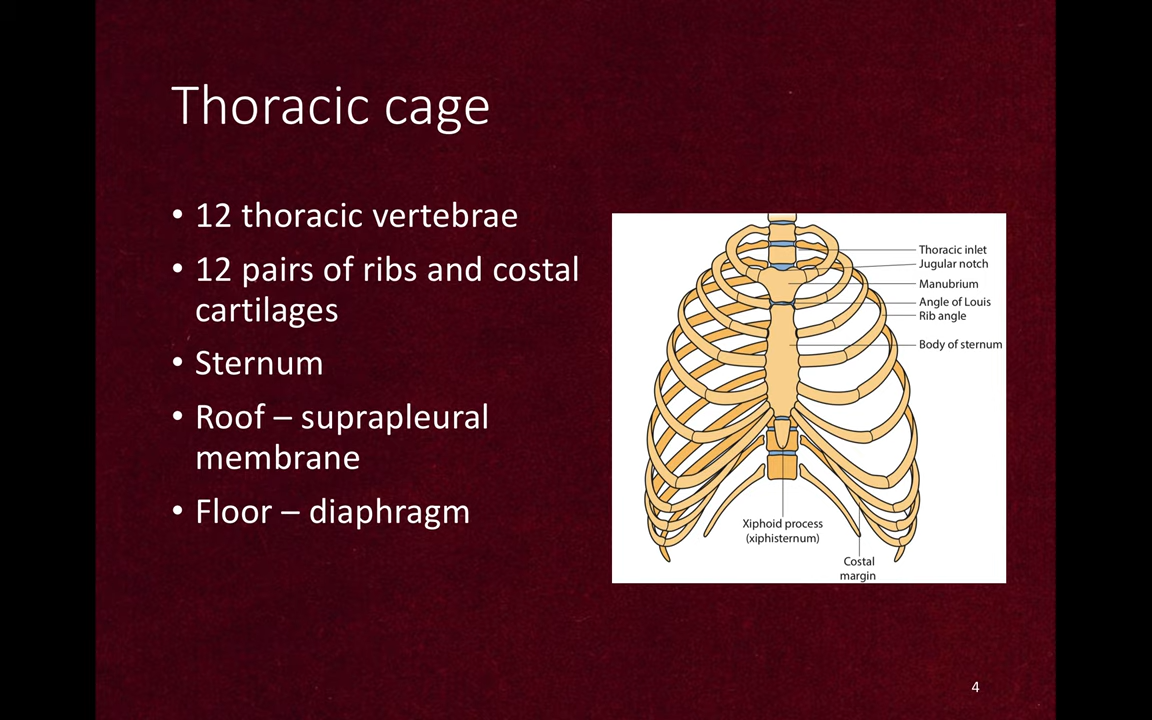 Thoracic cage
• 12 thoracic vertebrae
• 12 pairs of ribs and costal
cartilages
• Sternum
• Roof – suprapleural
membrane
• Floor – diaphragm
Thoracic inlet
Jugular notch
Manubrium
Angle of Louis
Rib angle
Body of sternum
Xiphoid process
(xiphisternum)
Costal
margin
4